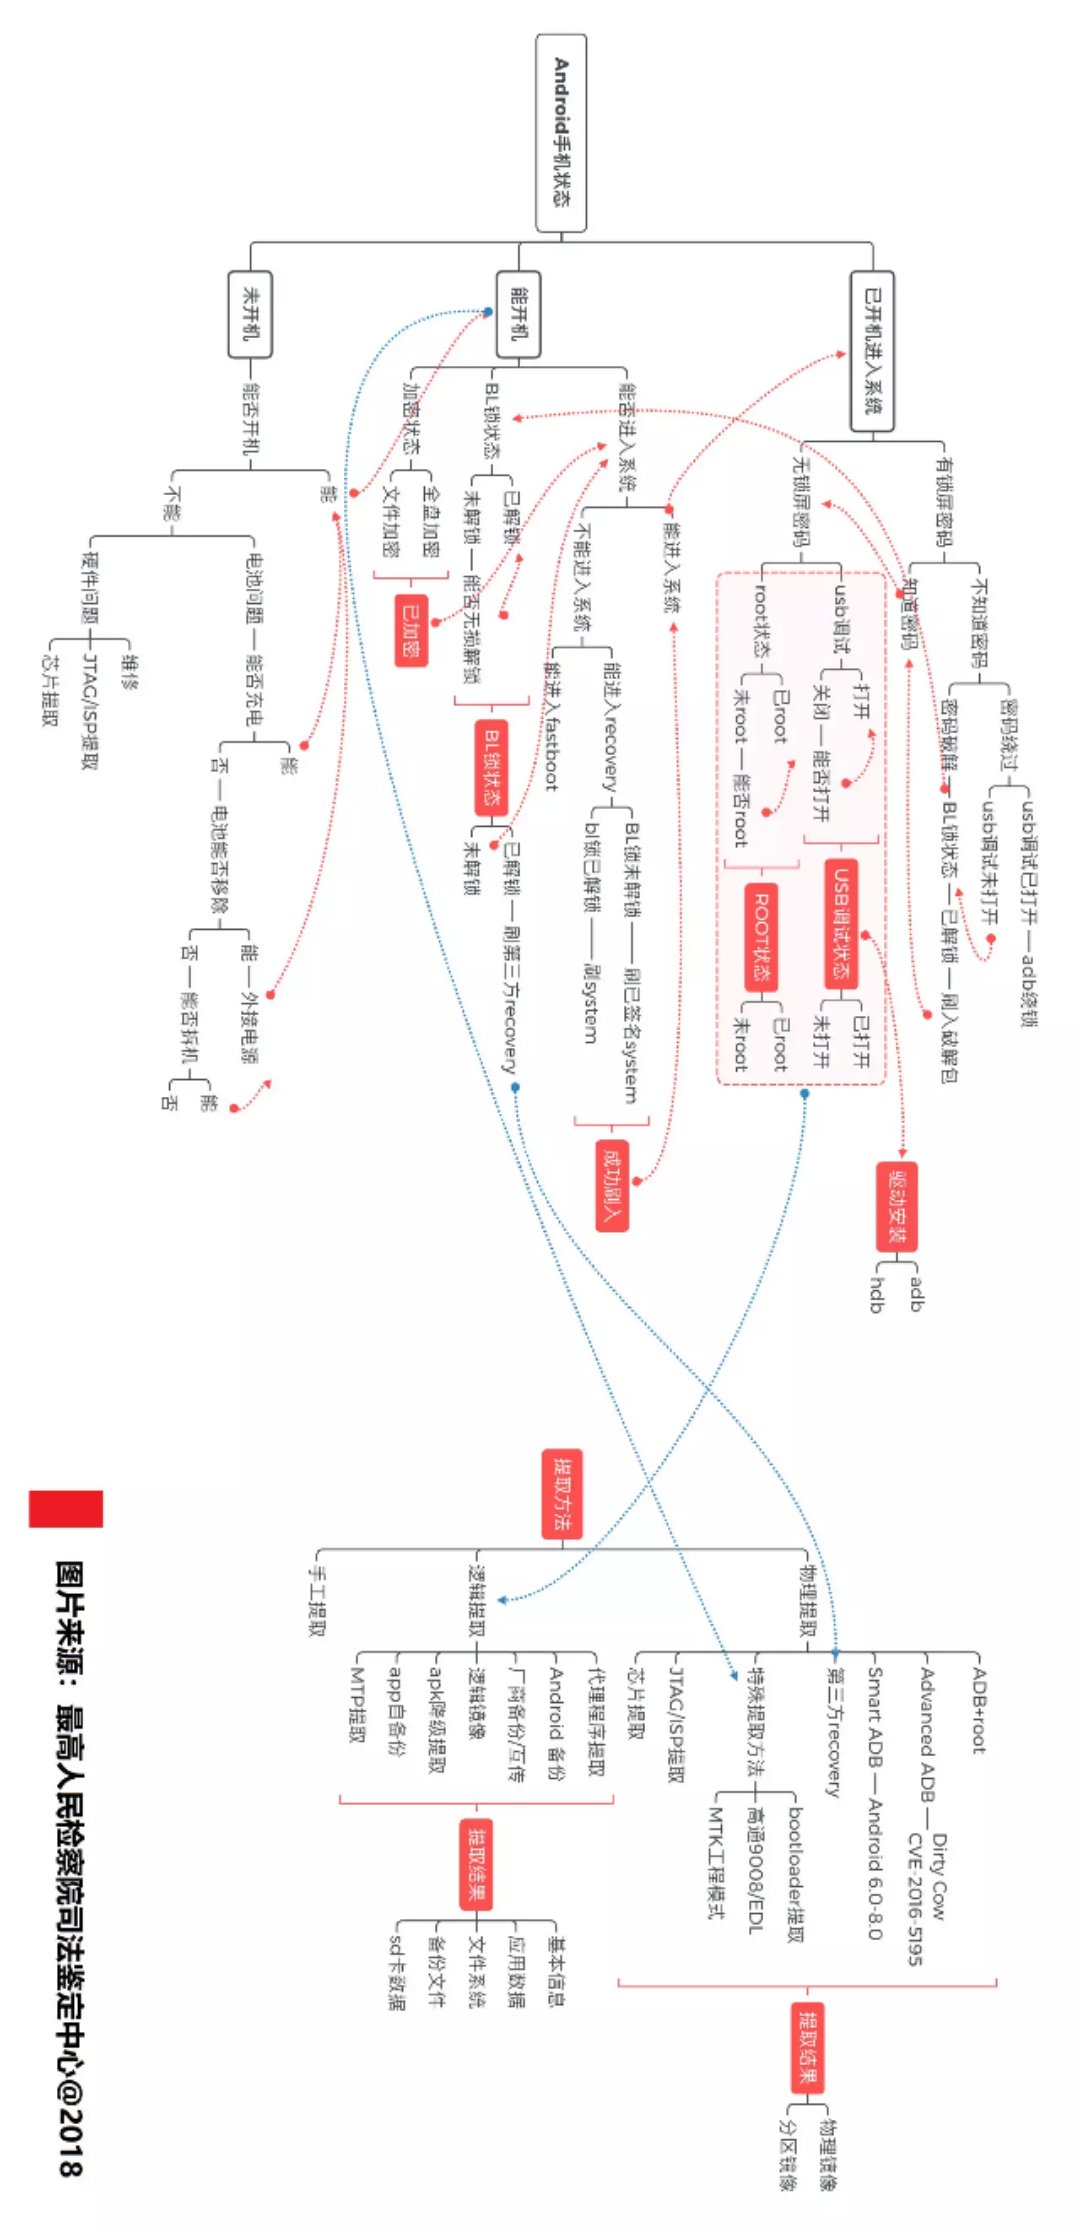 Android手机状态
已开机进入系统
有锁屏密码
不知道密码
密码绕过
usb调试已打开
adb绕锁
usb调试未打开
密码破解
BL锁状态
已解锁
刷入破解包
知道密码
无锁屏密码
usb调试
打开
关闭
能否打开
USB调试状态
已打开
未打开
驱动安装
adb
hdb
root状态
已root
未root
能否root
ROOT状态
已root
未root
能开机
能否进入系统
能进入系统
不能进入系统
能进入recovery
BL锁未解锁
刷已签名system
bl锁已解锁
刷system
成功刷入
能进入fastboot
BL锁状态
已解锁
未解锁
能否无损解锁
BL锁状态
已解锁
刷第三方recovery
未解锁
加密状态
全盘加密
文件加密
已加密
未开机
能否开机
能
不能
电池问题
能否充电
能
否
电池能否移除
能
外接电源
否
能否拆机
能
否
硬件问题
维修
JTAG/ISP提取
芯片提取
提取方法
物理提取
ADB+root
Advanced ADB
Dirty Cow
CVE-2016-5195
Smart ADB
Android 6.0-8.0
第三方recovery
特殊提取方法
bootloader提取
高通9008/EDL
MTK工程模式
JTAG/ISP提取
芯片提取
提取结果
物理镜像
分区镜像
逻辑提取
代理程序提取
Android 备份
厂商备份/互传
逻辑镜像
apk降级提取
app自备份
MTP提取
提取结果
基本信息
应用数据
文件系统
备份文件
sd卡数据
手工提取
图片来源：最高人民检察院司法鉴定中心@2018